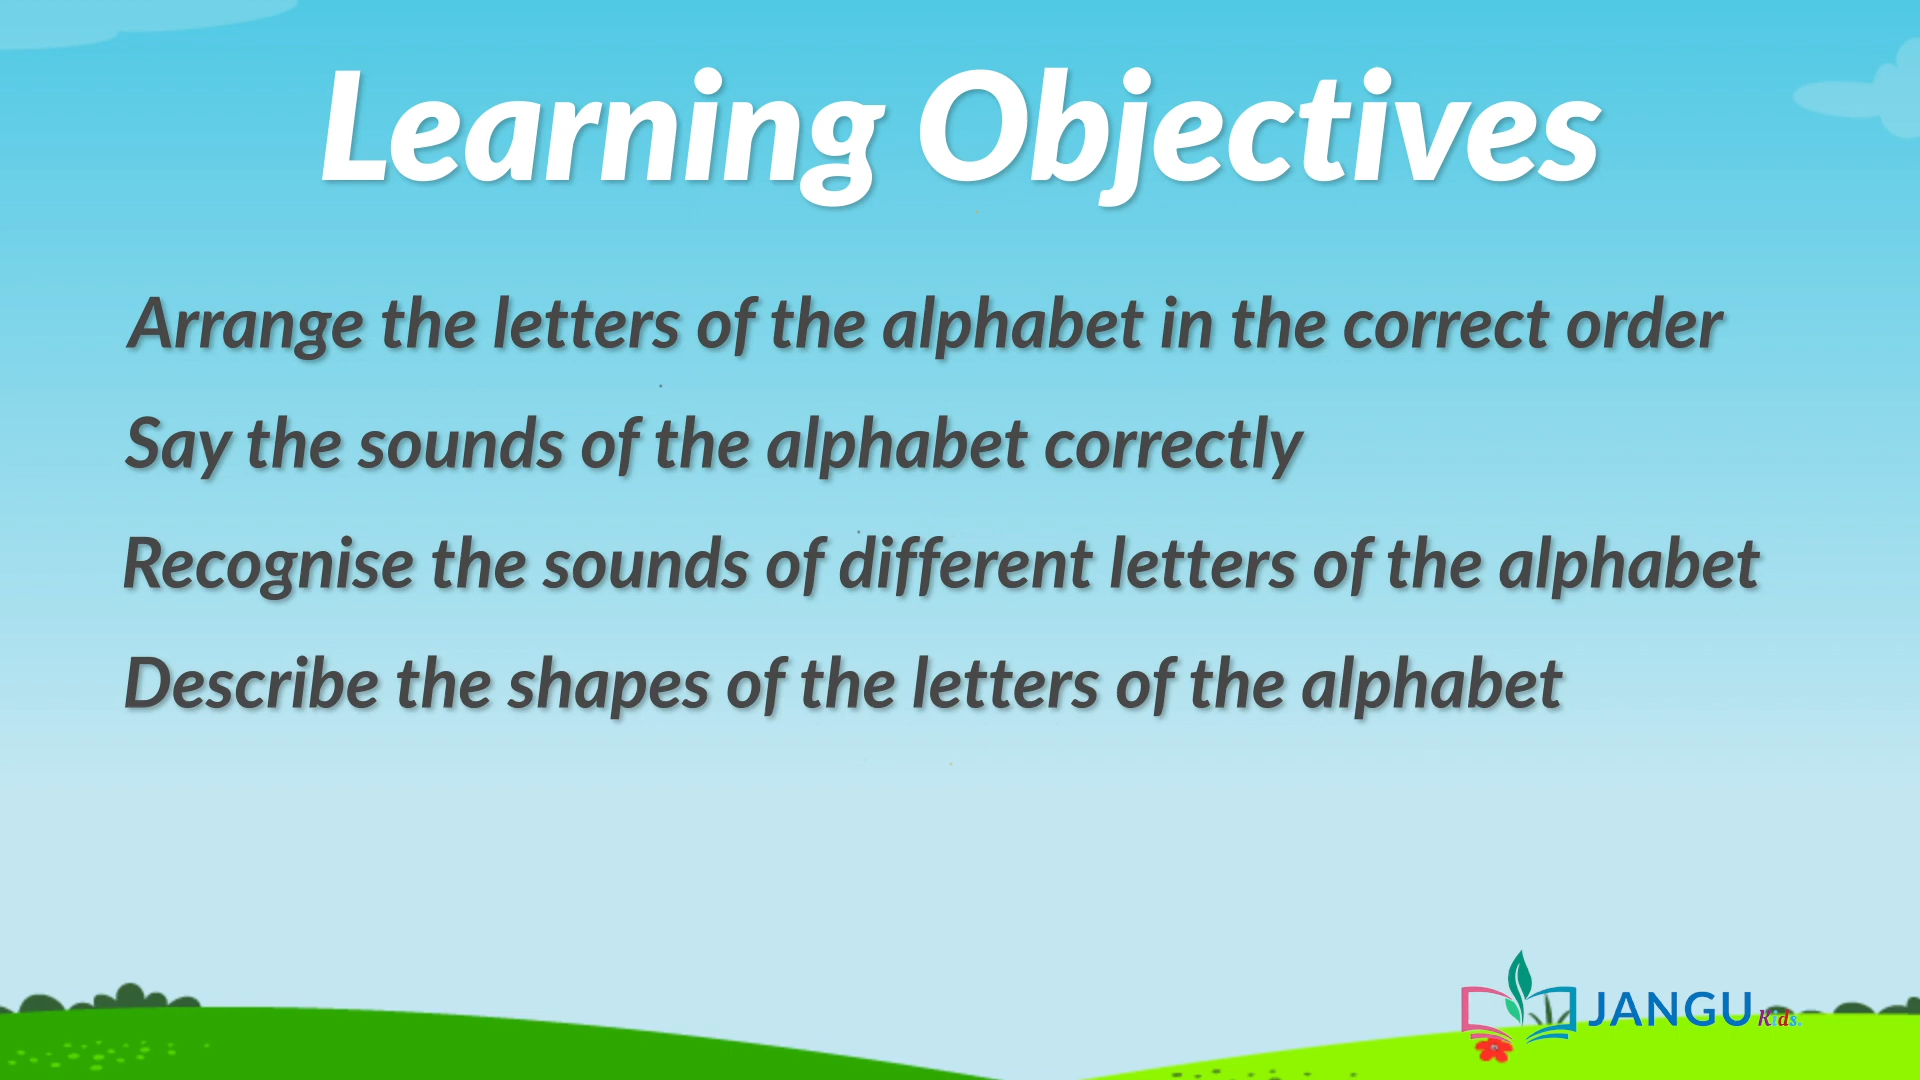 Learning Objectives
Arrange the letters of the alphabet in the correct order
Say the sounds of the alphabet correctly
Recognise the sounds of different letters of the alphabet
Describe the shapes of the letters of the alphabet
JANGU Kids.